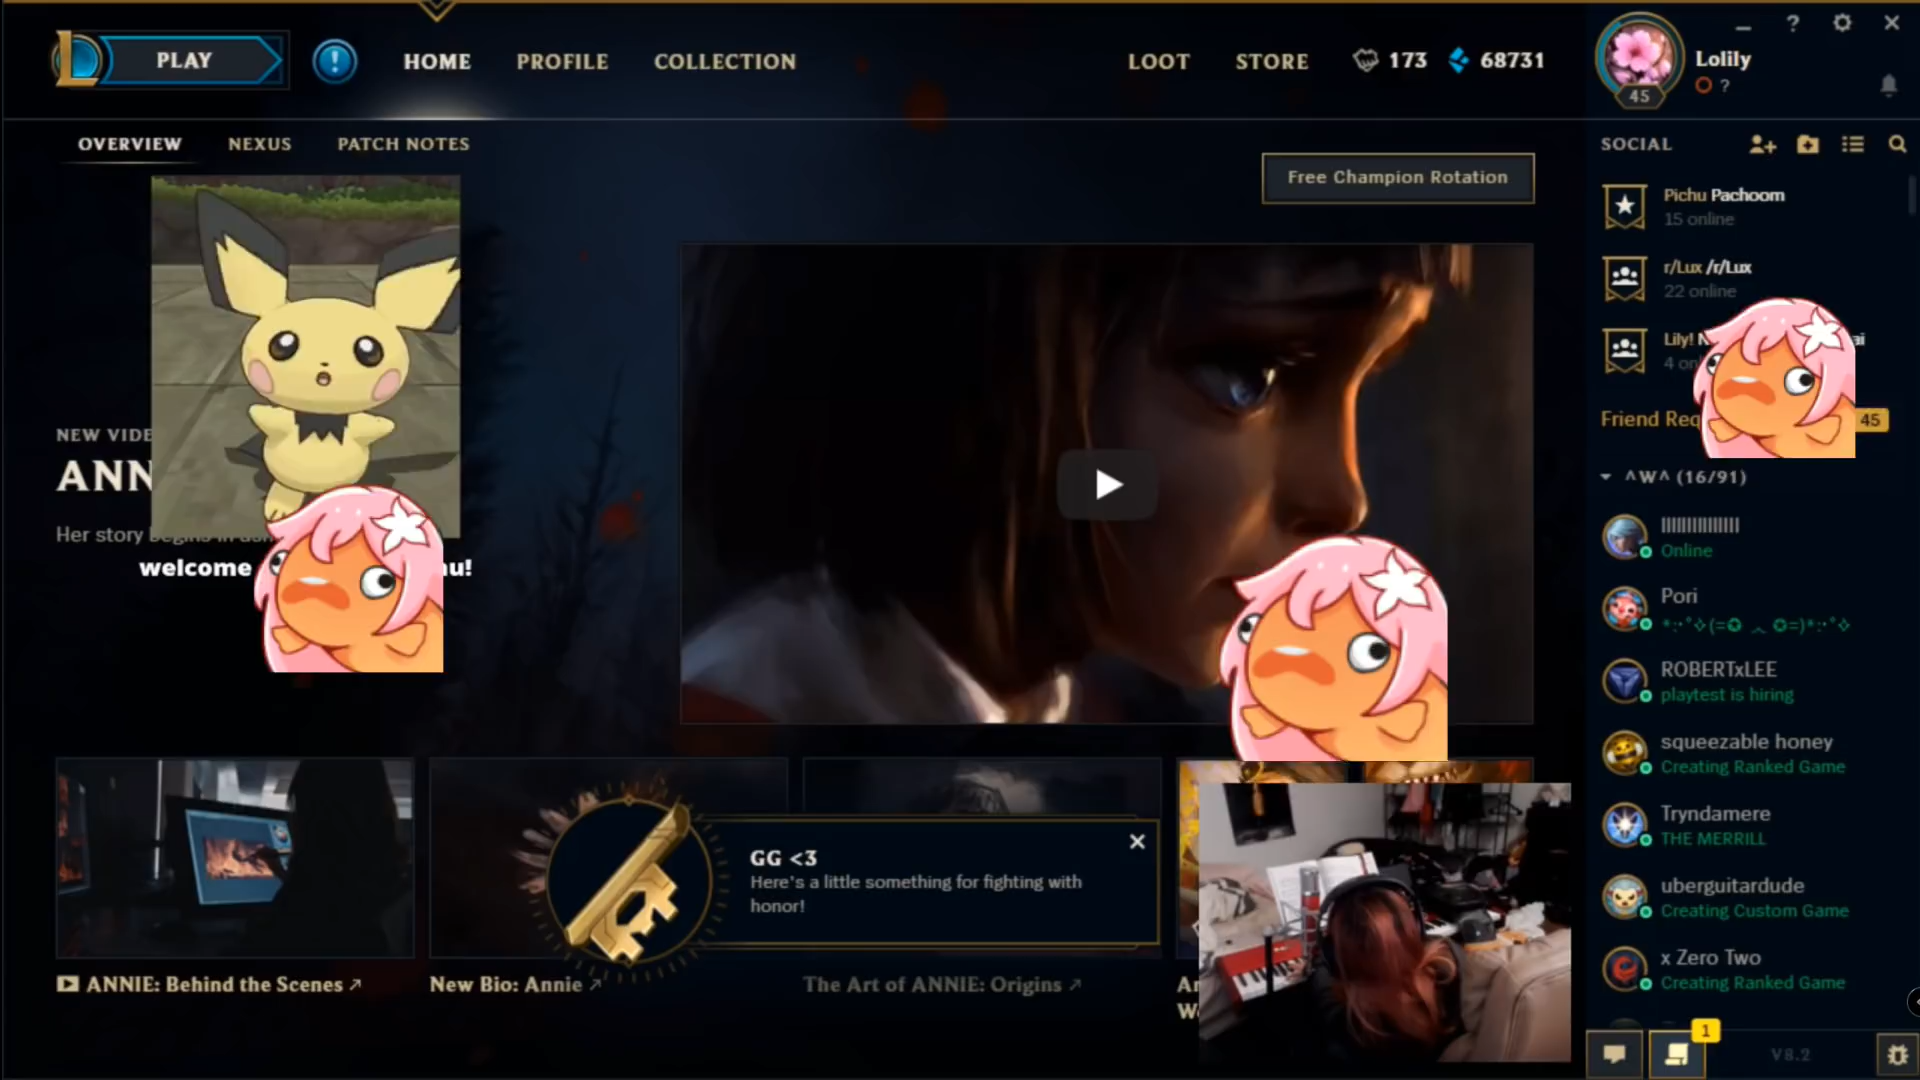 PLAY
HOME
PROFILE
COLLECTION
LOOT
STORE
173
68731
Lolily
?
45
OVERVIEW
NEXUS
PATCH NOTES
Free Champion Rotation
NEW VIDE
ANN
Her story begins in
welcome
u!
GG <3
Here's a little something for fighting with
honor!
ANNIE: Behind the Scenes
New Bio: Annie
The Art of ANNIE: Origins
SOCIAL
Pichu Pachoom
15 online
r/Lux /r/Lux
22 online
Lily!
4
Friend Req
45
^W^ (16/91)
Online
Pori
ROBERTxLEE
playtest is hiring
squeezable honey
Creating Ranked Game
Tryndamere
THE MERRILL
uberguitardude
Creating Custom Game
x Zero Two
Creating Ranked Game
1
V8.2